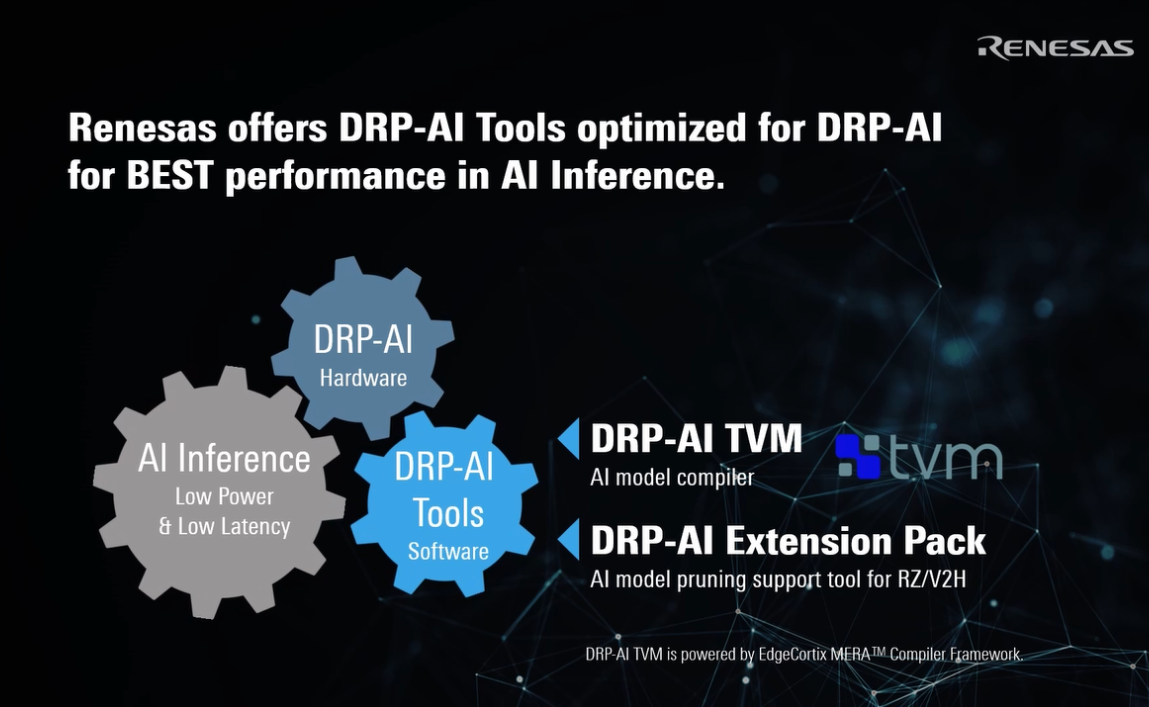 RENESAS
Renesas offers DRP-AI Tools optimized for DRP-AI
for BEST performance in AI Inference.
DRP-AI
Hardware
AI Inference
Low Power
& Low Latency
DRP-AI
Tools
Software
DRP-AI TVM
AI model compiler
tvm
DRP-AI Extension Pack
AI model pruning support tool for RZ/V2H
DRP-AI TVM is powered by EdgeCortix MERA™ Compiler Framework.